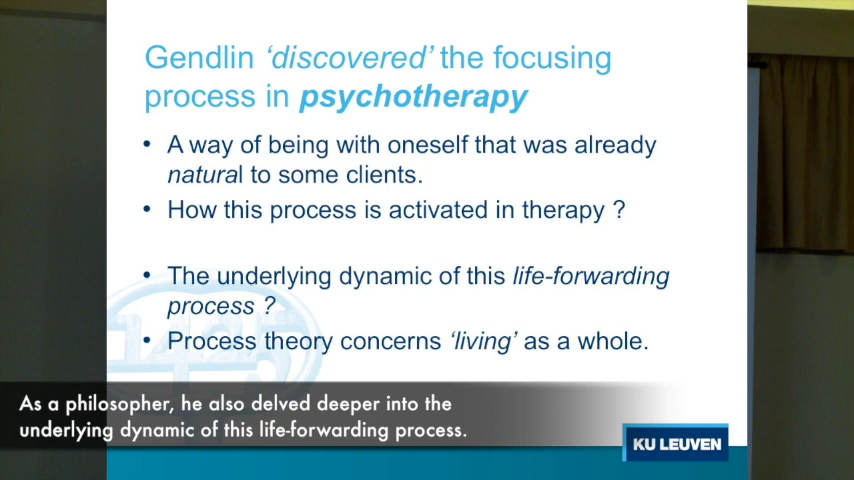 Gendlin ‘discovered’ the focusing
process in psychotherapy
• A way of being with oneself that was already
natural to some clients.
• How this process is activated in therapy ?
• The underlying dynamic of this life-forwarding
process ?
• Process theory concerns ‘living’ as a whole.
As a philosopher, he also delved deeper into the
underlying dynamic of this life-forwarding process.
KU LEUVEN